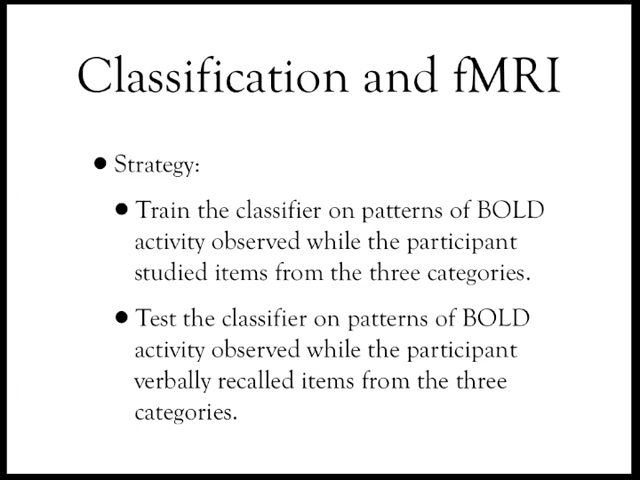 Classification and fMRI
• Strategy:
• Train the classifier on patterns of BOLD
activity observed while the participant
studied items from the three categories.
• Test the classifier on patterns of BOLD
activity observed while the participant
verbally recalled items from the three
categories.